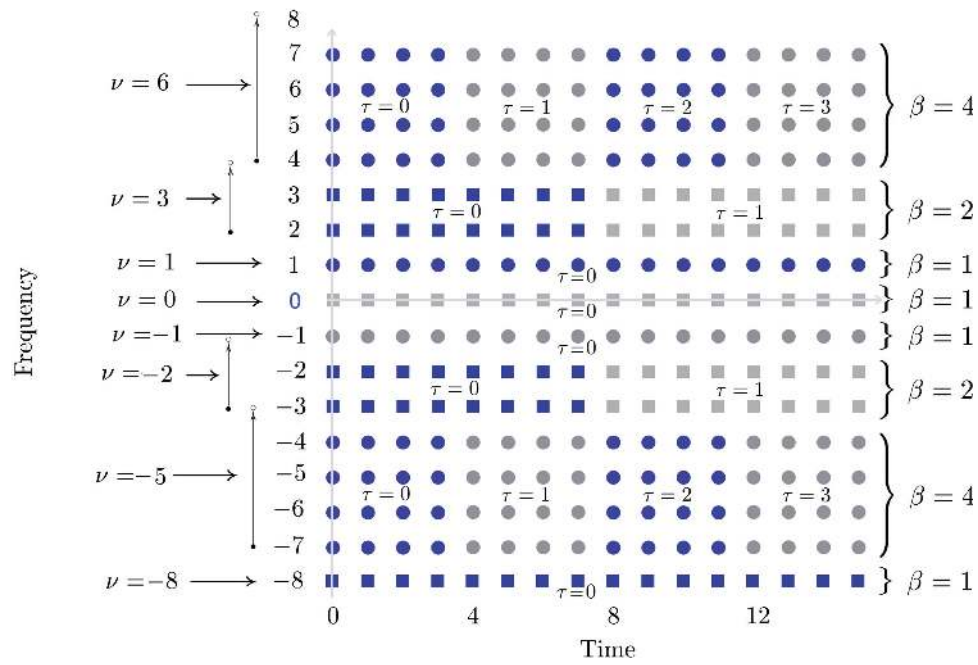 8
7
ν = 6 6 β = 4
τ = 0 τ = 1 τ = 2 τ = 3
5
4
ν = 3 3 β = 2
τ = 0 τ = 1
2
ν = 1 1 β = 1
τ=0
ν = 0 0 β = 1
τ=0
ν =−1 −1 β = 1
τ=0
ν =−2 −2 β = 2
τ = 0 τ = 1
−3
−4
ν =−5 −5 β = 4
τ = 0 τ = 1 τ = 2 τ = 3
−6
−7
ν =−8 −8 β = 1
τ=0
0 4 8 12
Time
Frequency